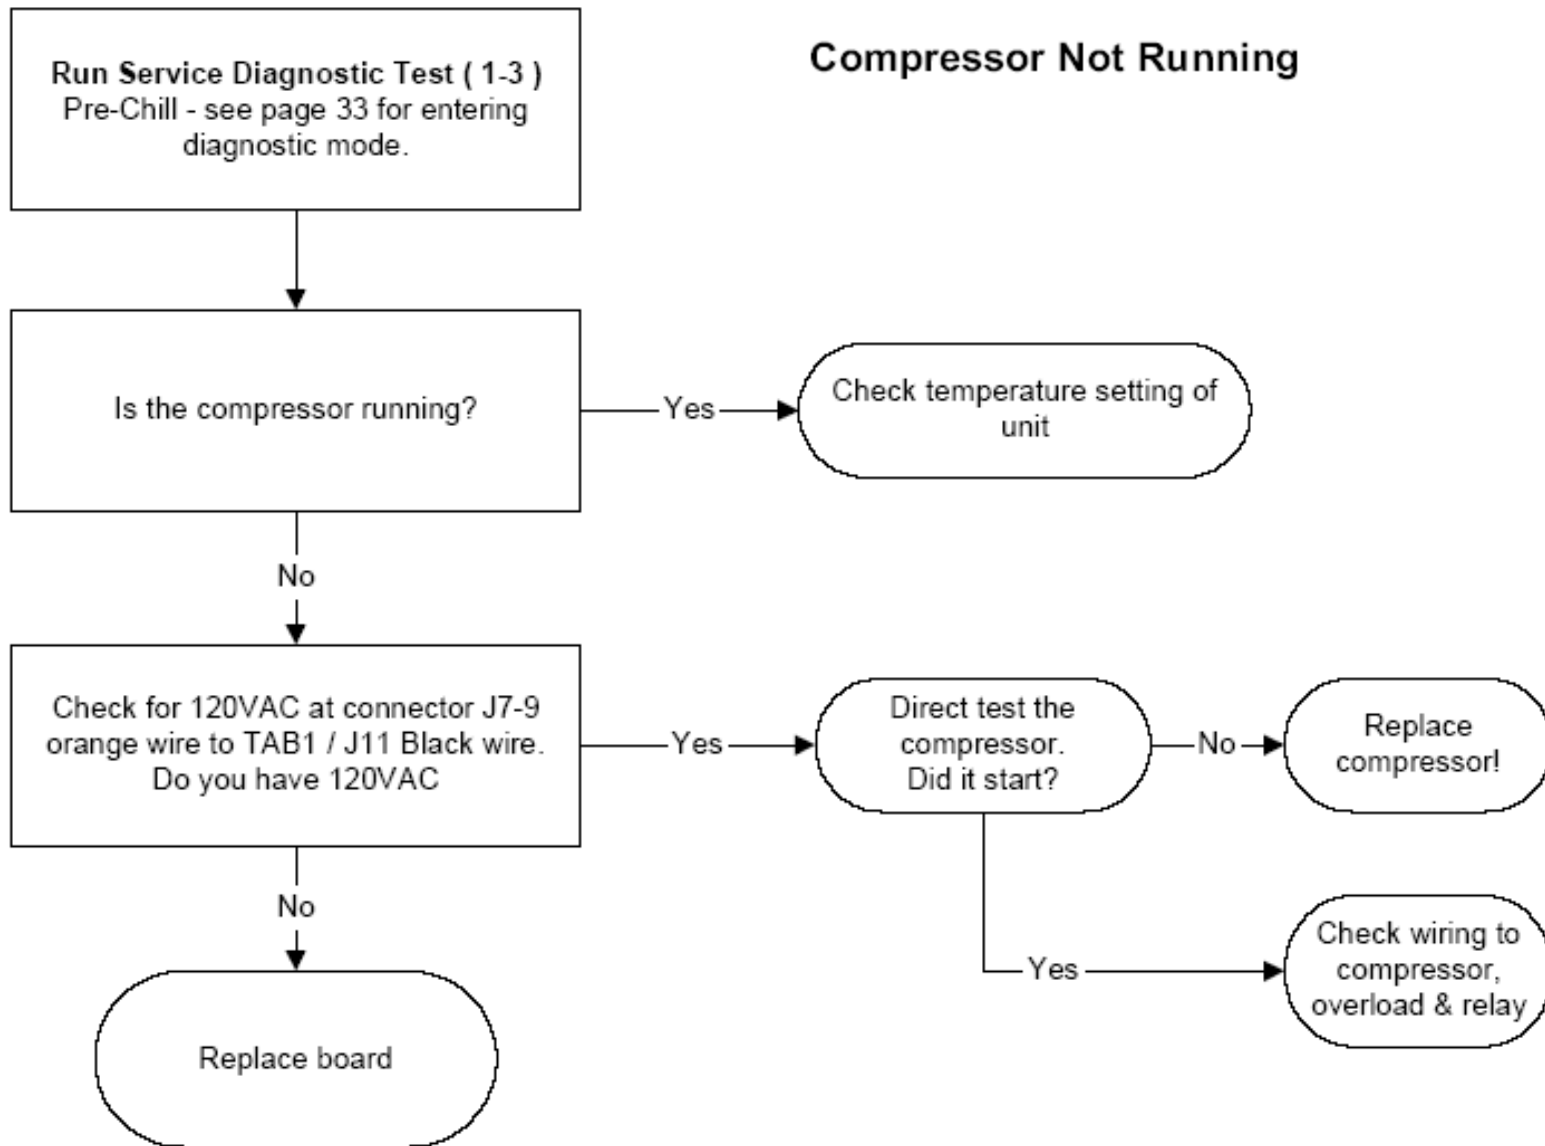 Compressor Not Running
Run Service Diagnostic Test ( 1-3 )
Pre-Chill - see page 33 for entering
diagnostic mode.
Is the compressor running?
Yes
Check temperature setting of
unit
No
Check for 120VAC at connector J7-9
orange wire to TAB1 / J11 Black wire.
Do you have 120VAC
Yes
Direct test the
compressor.
Did it start?
No
Replace
compressor!
Yes
Check wiring to
compressor,
overload & relay
No
Replace board